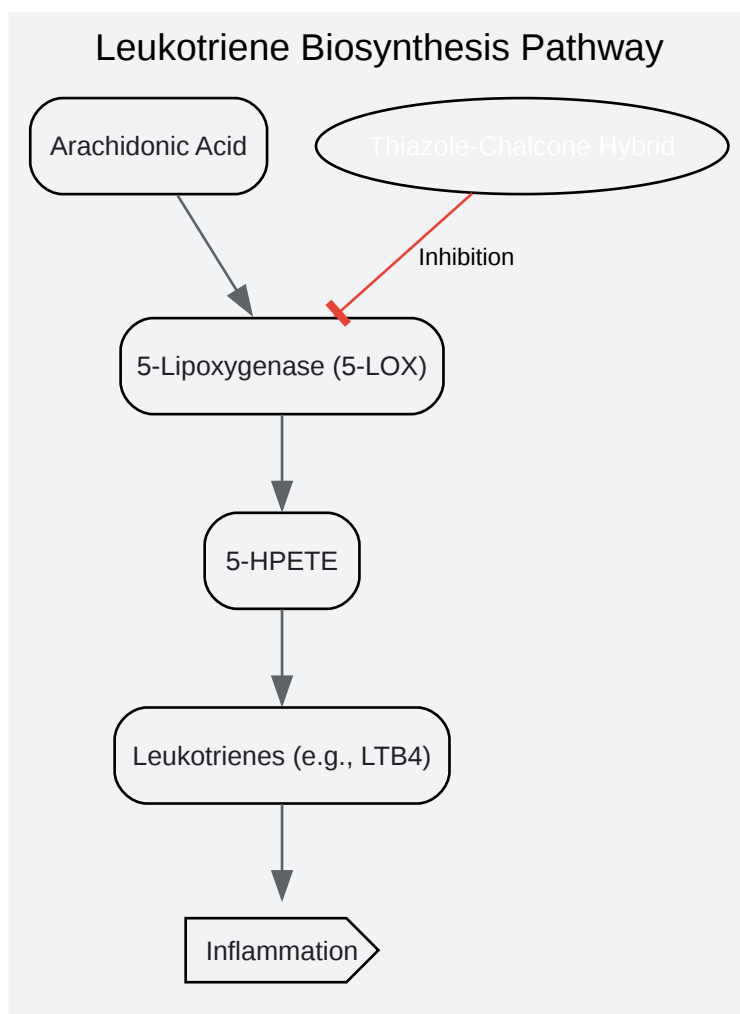 Leukotriene Biosynthesis Pathway
Arachidonic Acid
Thiazole-Chalcone Hybrid
Inhibition
5-Lipoxygenase (5-LOX)
5-HPETE
Leukotrienes (e.g., LTB4)
Inflammation